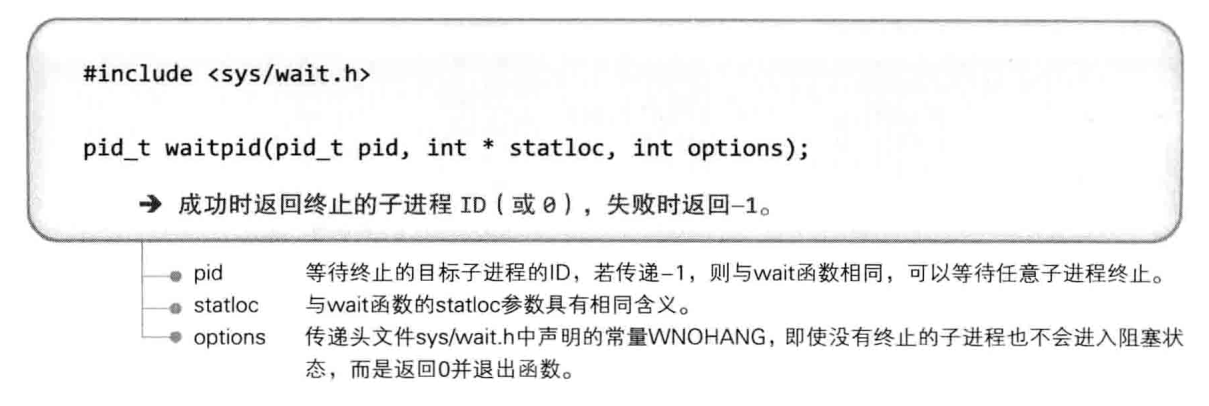 #include <sys/wait.h>
pid_t waitpid(pid_t pid, int * statloc, int options);
➔ 成功时返回终止的子进程 ID（或 0），失败时返回–1。
pid 等待终止的目标子进程的ID，若传递–1，则与wait函数相同，可以等待任意子进程终止。
statloc 与wait函数的statloc参数具有相同含义。
options 传递头文件sys/wait.h中声明的常量WNOHANG，即使没有终止的子进程也不会进入阻塞状
态，而是返回0并退出函数。